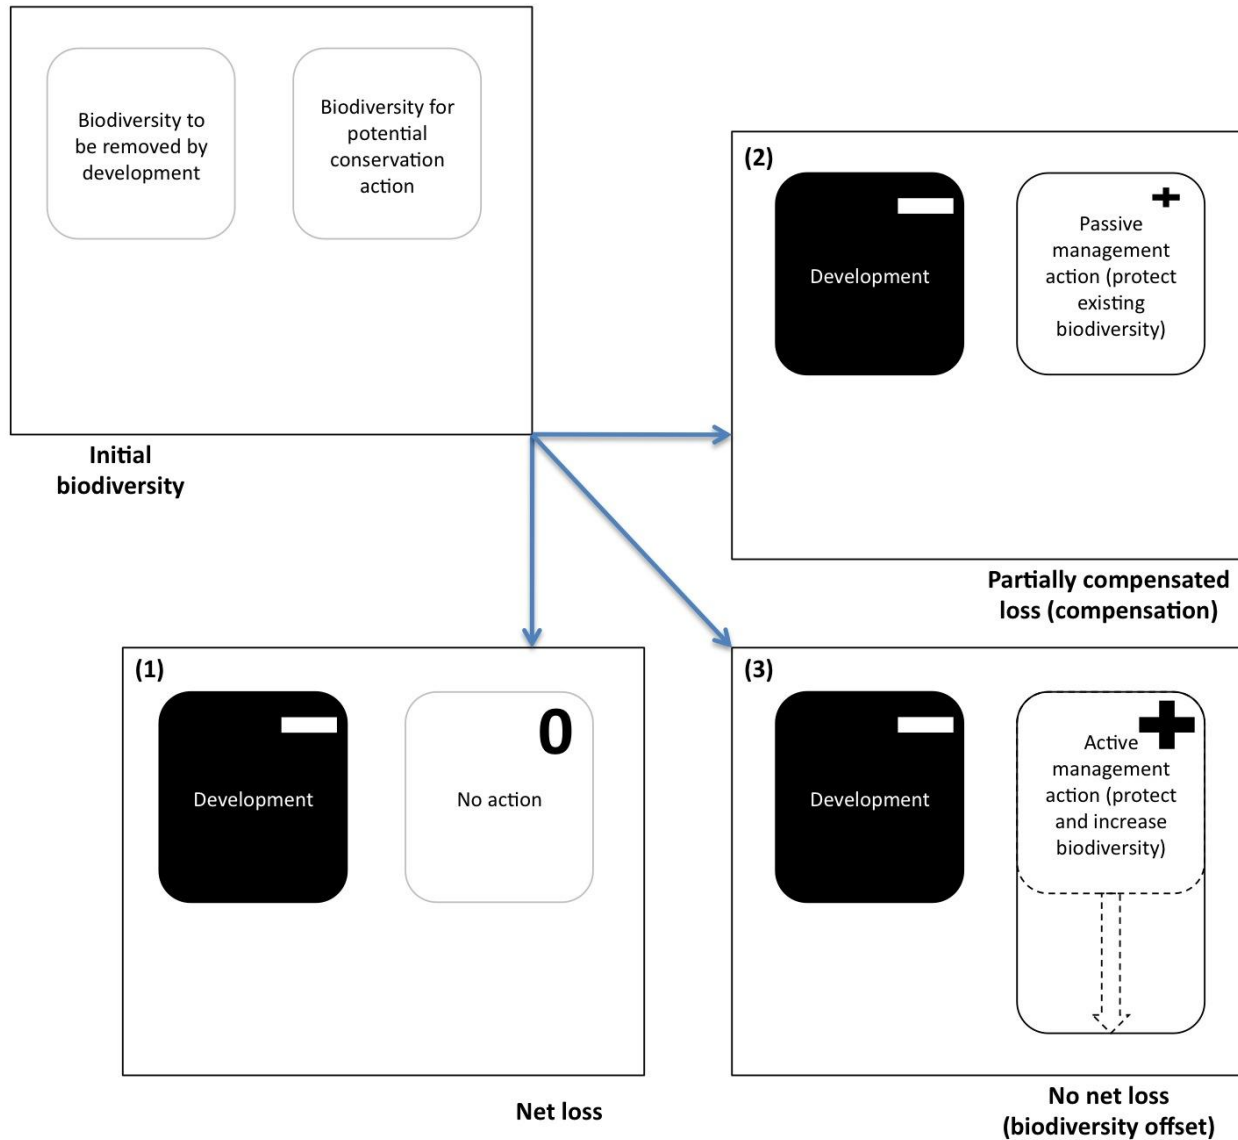 Biodiversity to
be removed by
development
Biodiversity for
potential
conservation
action
Initial
biodiversity
(2)
Development
Passive
management
action (protect
existing
biodiversity)
Partially compensated
loss (compensation)
(1)
Development
0
No action
Net loss
(3)
Development
Active
management
action (protect
and increase
biodiversity)
No net loss
(biodiversity offset)